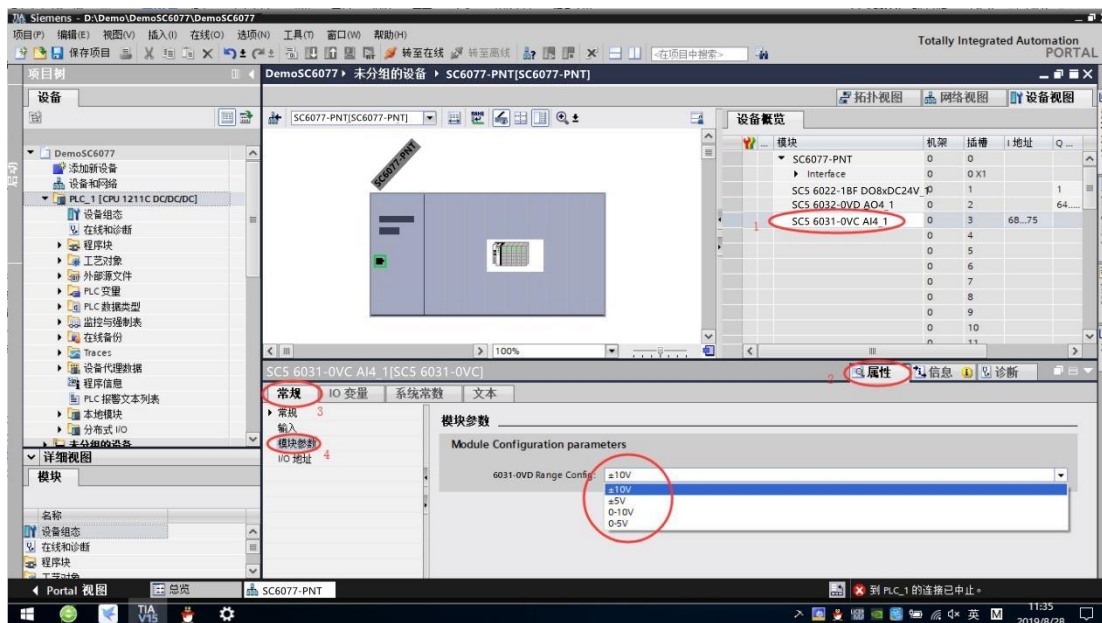 Siemens - D:\Demo\DemoSC6077\DemoSC6077
项目(P) 编辑(E) 视图(V) 插入(I) 在线(O) 选项(N) 工具(T) 窗口(W) 帮助(H)
Totally Integrated Automation
PORTAL
保存项目 转至在线 转至离线 <在项目中搜索>
项目树
DemoSC6077 ▸ 未分组的设备 ▸ SC6077-PNT[SC6077-PNT]
设备
拓扑视图 网络视图 设备视图
SC6077-PNT[SC6077-PNT]
设备概览
模块 机架 插槽 I 地址 Q ...
DemoSC6077
添加新设备
设备和网络
PLC_1 [CPU 1211C DC/DC/DC]
设备组态
在线和诊断
程序块
工艺对象
外部源文件
PLC 变量
PLC 数据类型
监控与强制表
在线备份
Traces
设备代理数据
程序信息
PLC 报警文本列表
本地模块
分布式 I/O
未分组的设备
启动
SC6077-PNT
SC6077-PNT 0 0
Interface 0 0 X1
SC5 6022-1BF DO8xDC24V_1 0 1 1
SC5 6032-0VD AO4_1 0 2 64....
1 SC5 6031-0VC AI4_1 0 3 68...75
0 4
0 5
0 6
0 7
0 8
0 9
0 10
0 11
100%
SC5 6031-0VC AI4_1[SC5 6031-0VC]
2 属性 信息 诊断
常规 IO 变量 系统常数 文本
常规 3
输入
模块参数 4
I/O 地址
模块参数
Module Configuration parameters
6031-0VD Range Config: ±10V
±10V
±5V
0-10V
0-5V
详细视图
模块
名称
设备组态
在线和诊断
程序块
工艺对象
Portal 视图 总览 SC6077-PNT
到 PLC_1 的连接已中止。
TIA V15
英 M 11:35
2019/8/28